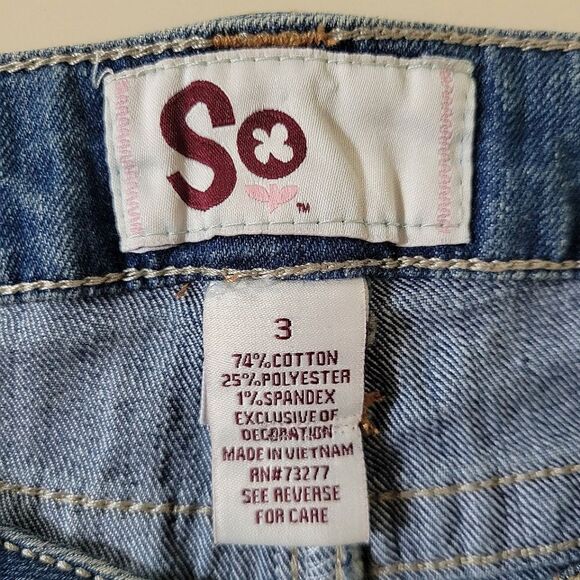 So
TM
3
74%COTTON
25%POLYESTER
1%SPANDEX
EXCLUSIVE OF
DECORATION
MADE IN VIETNAM
RN#73277
SEE REVERSE
FOR CARE